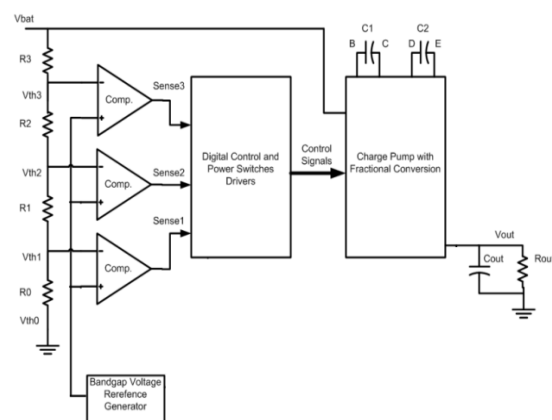 Vbat
C1
C2
B
C
D
E
R3
Sense3
Comp.
Vth3
R2
Digital Control and
Power Switches
Drivers
Control
Signals
Charge Pump with
Fractional Conversion
Vth2
Comp.
Sense2
R1
Sense1
Vth1
Comp.
Vout
Cout
Rou
R0
Vth0
Bandgap Voltage
Rerefence
Generator